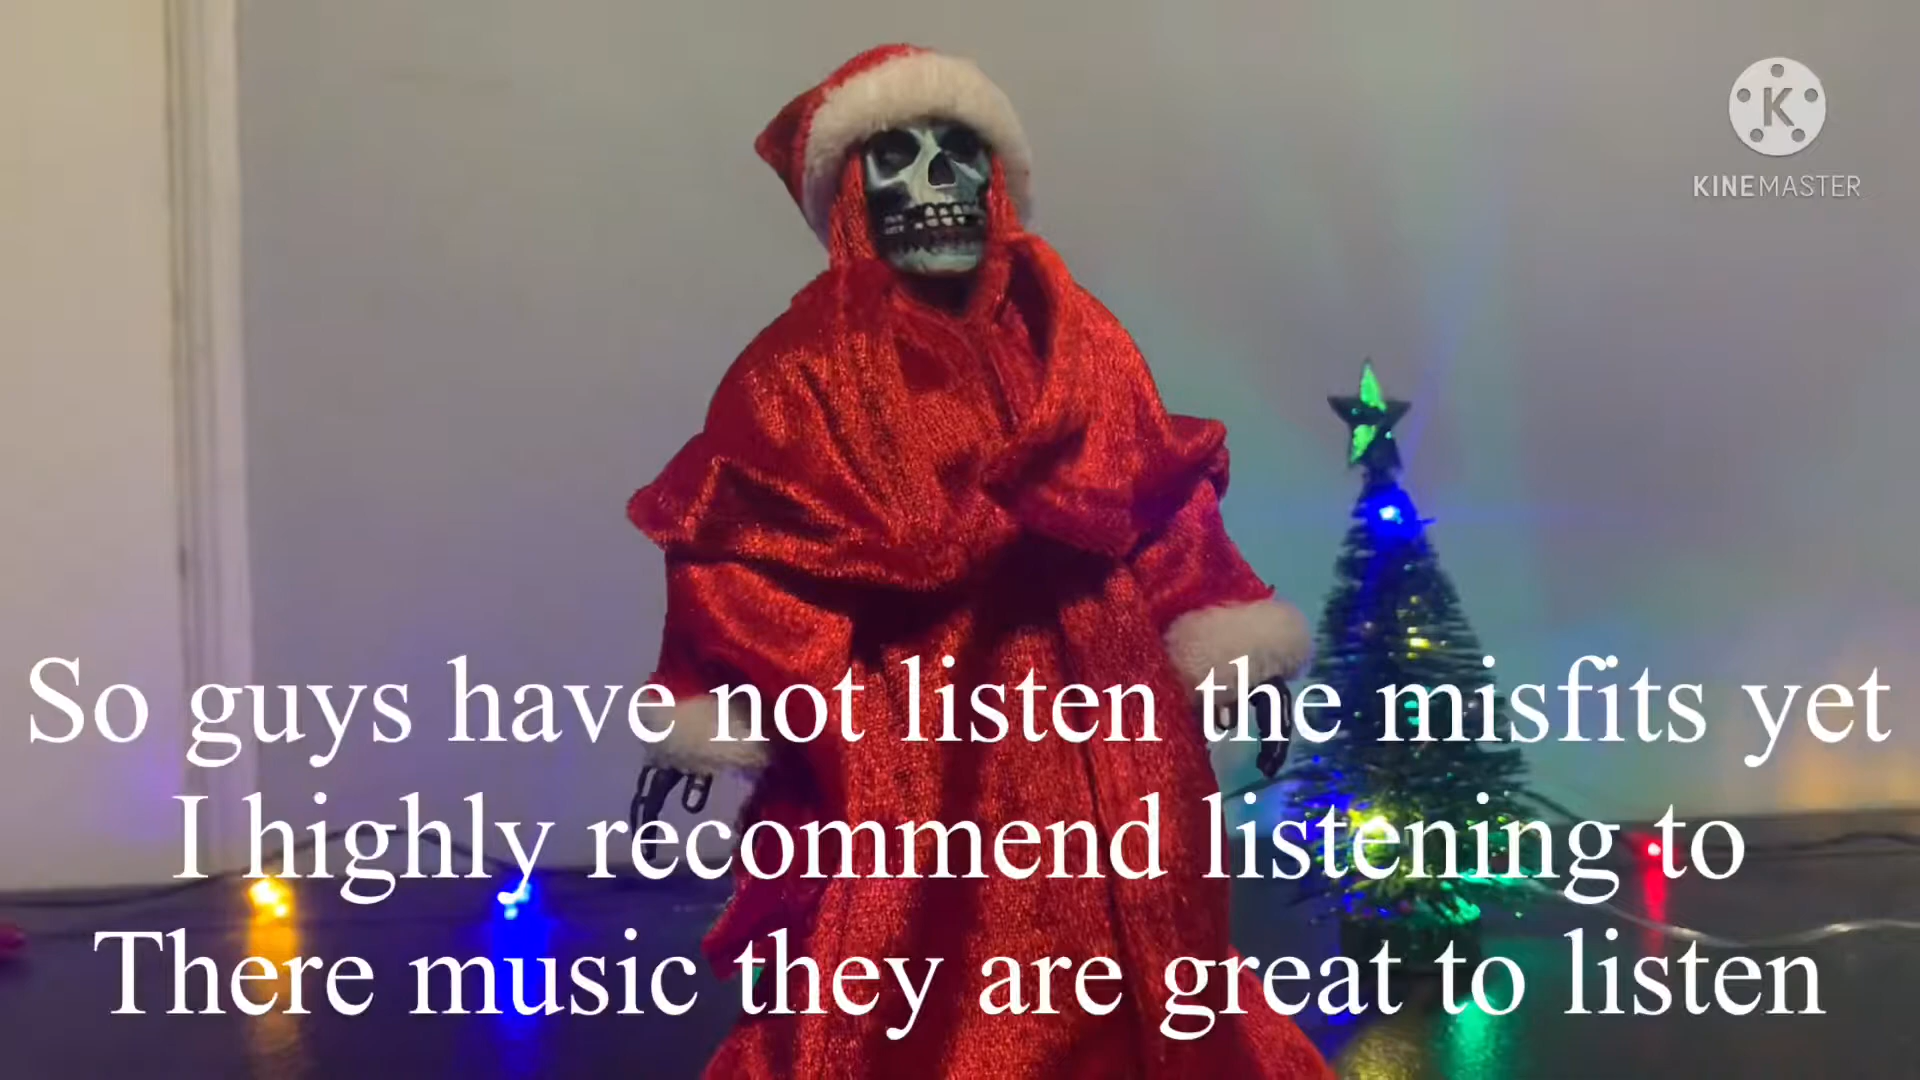 K
KINEMASTER
So guys have not listen the misfits yet
I highly recommend listening to
There music they are great to listen